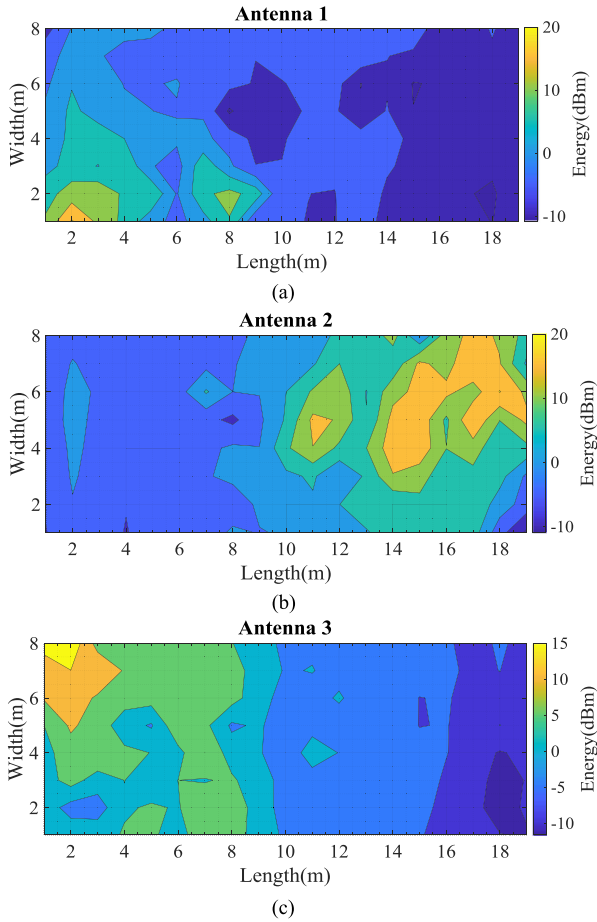 Antenna 1
8
6
4
2
Width(m)
2 4 6 8 10 12 14 16 18
Length(m)
20
10
0
-10
Energy(dBm)
(a)
Antenna 2
8
6
4
2
Width(m)
2 4 6 8 10 12 14 16 18
Length(m)
20
10
0
-10
Energy(dBm)
(b)
Antenna 3
8
6
4
2
Width(m)
2 4 6 8 10 12 14 16 18
Length(m)
15
10
5
0
-5
-10
Energy(dBm)
(c)